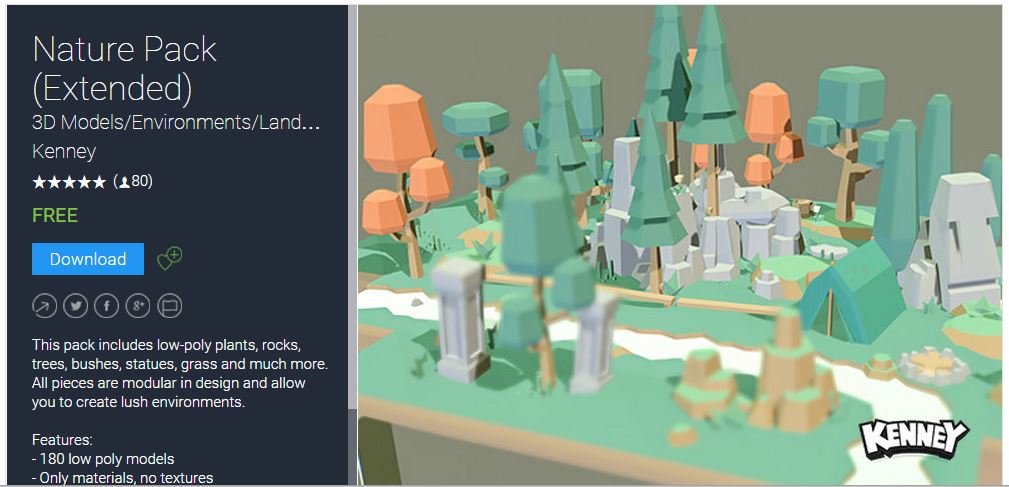 Nature Pack
(Extended)
3D Models/Environments/Land...
Kenney
★★★★★ (80)
FREE
Download
This pack includes low-poly plants, rocks,
trees, bushes, statues, grass and much more.
All pieces are modular in design and allow
you to create lush environments.
Features:
- 180 low poly models
- Only materials, no textures
KENNEY